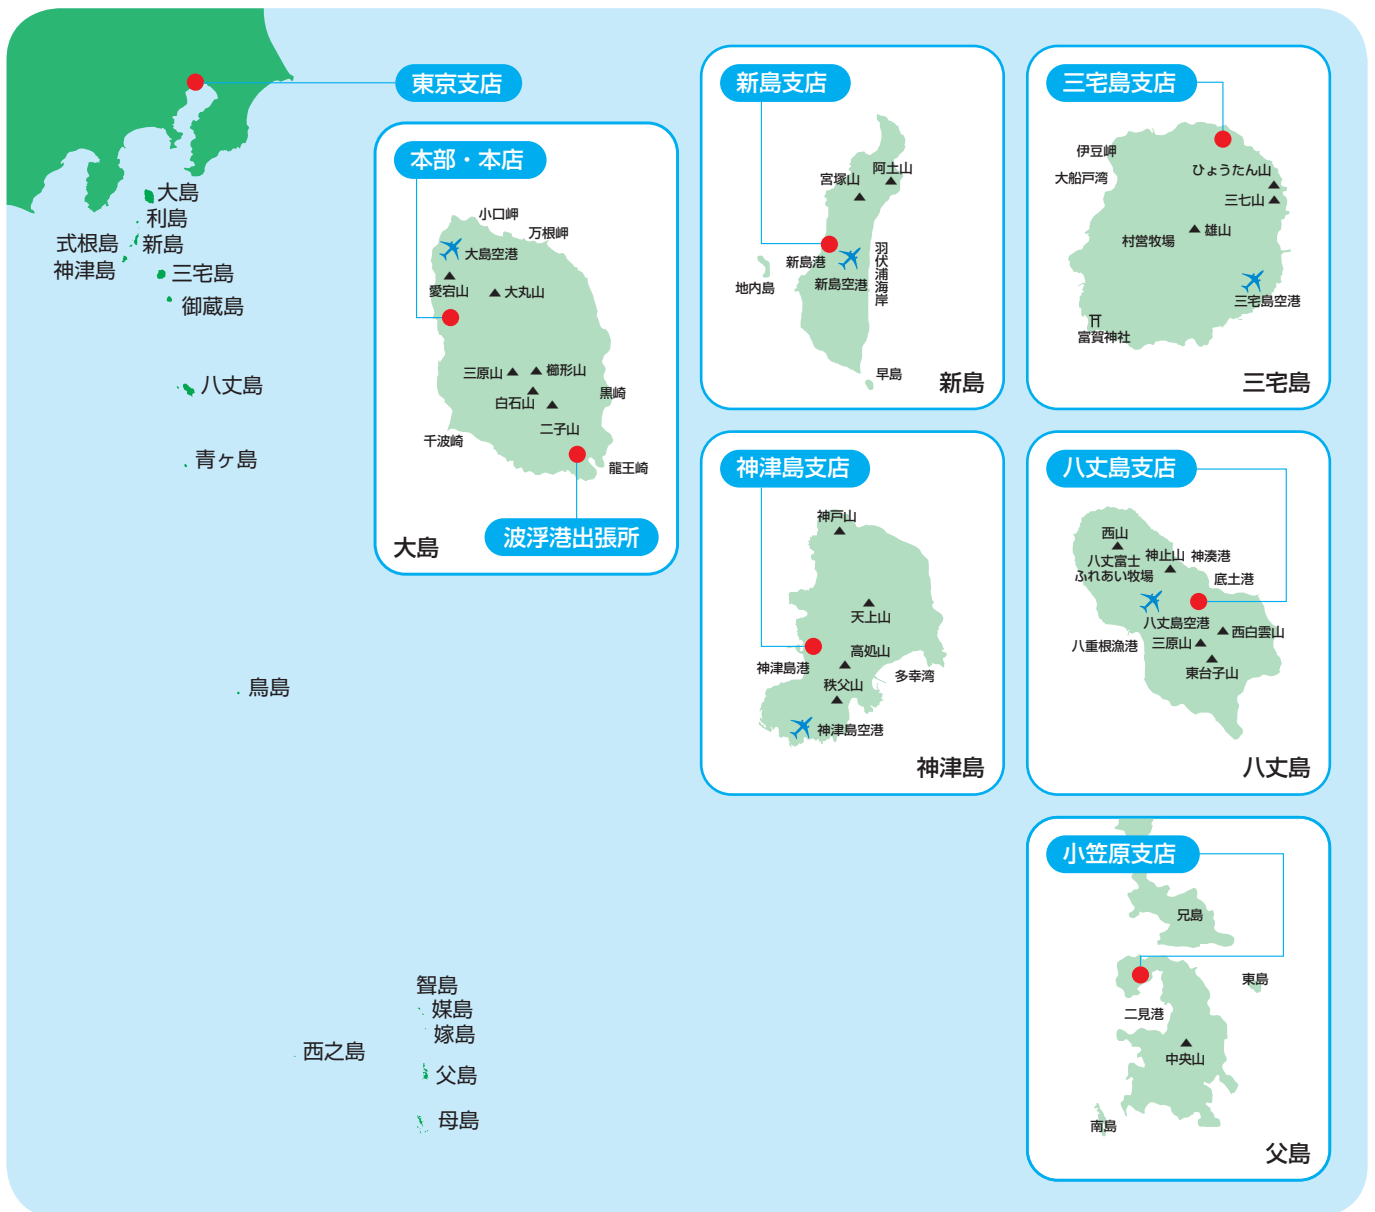 東京支店
大島
利島
式根島
新島
神津島
三宅島
御蔵島
八丈島
青ヶ島
鳥島
聟島
媒島
嫁島
西之島
父島
母島
本部・本店
小口岬
万根岬
大島空港
愛宕山
大丸山
三原山
櫛形山
白石山
黒崎
二子山
千波崎
龍王崎
波浮港出張所
大島
新島支店
阿土山
宮塚山
羽伏浦海岸
新島港
地内島
新島空港
早島
新島
三宅島支店
伊豆岬
ひょうたん山
大船戸湾
三七山
雄山
村営牧場
三宅島空港
富賀神社
三宅島
神津島支店
神戸山
天上山
高処山
神津島港
多幸湾
秩父山
神津島空港
神津島
八丈島支店
西山
八丈富士
ふれあい牧場
神止山
神湊港
底土港
八丈島空港
西白雲山
八重根漁港
三原山
東台子山
八丈島
小笠原支店
兄島
東島
二見港
中央山
南島
父島